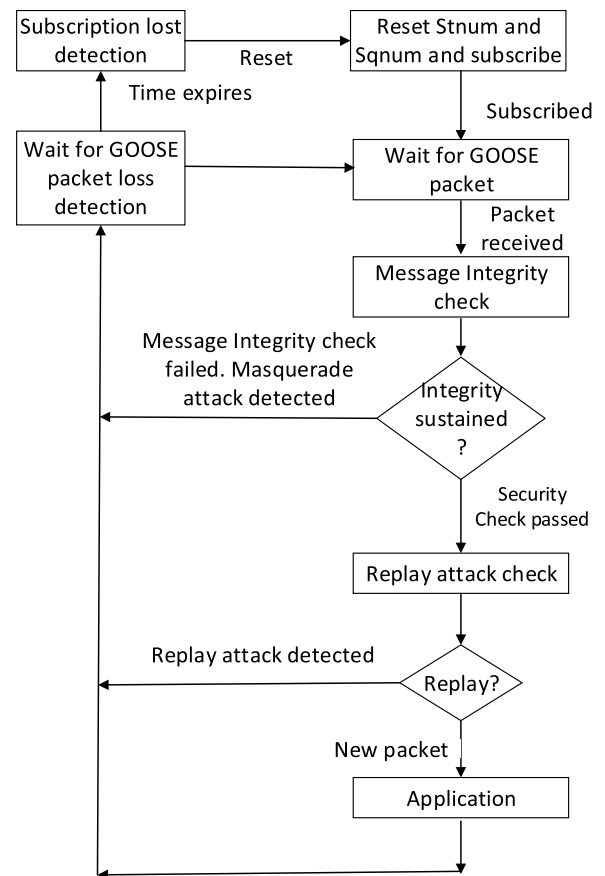 Subscription lost
detection
Reset
Reset Stnum and
Sqnum and subscribe
Time expires
Subscribed
Wait for GOOSE
packet loss
detection
Wait for GOOSE
packet
Packet
received
Message Integrity
check
Message Integrity check
failed. Masquerade
attack detected
Integrity
sustained
?
Security
Check passed
Replay attack check
Replay attack detected
Replay?
New packet
Application